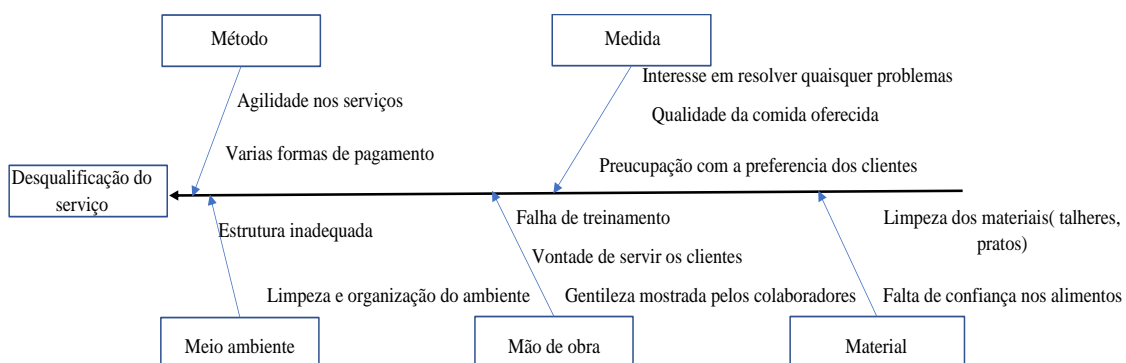 Método
Medida
Interesse em resolver quaisquer problemas
Agilidade nos serviços
Qualidade da comida oferecida
Varias formas de pagamento
Preucupação com a preferencia dos clientes
Desqualificação do
serviço
Estrutura inadequada
Falha de treinamento
Limpeza dos materiais( talheres,
pratos)
Vontade de servir os clientes
Limpeza e organização do ambiente
Gentileza mostrada pelos colaboradores
Falta de confiança nos alimentos
Meio ambiente
Mão de obra
Material